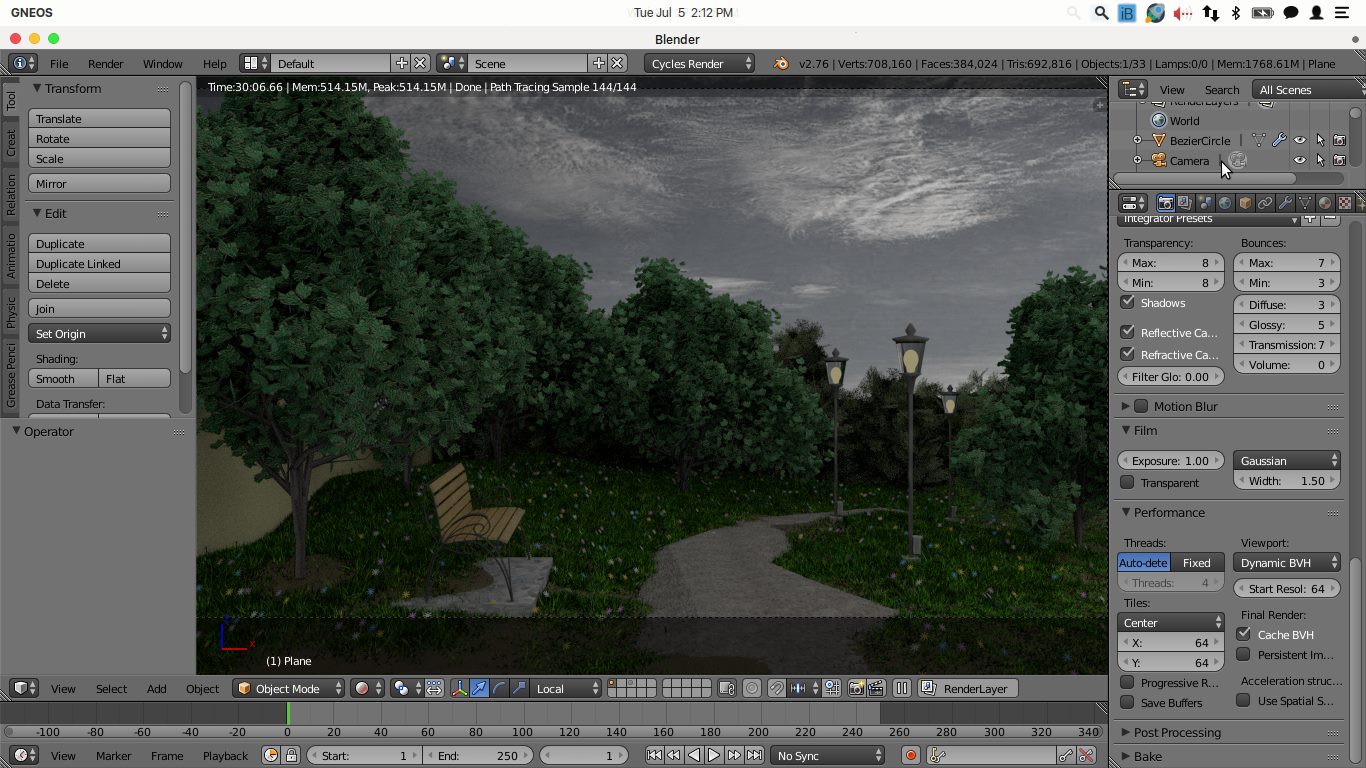 GNEOS
Tue Jul 5 2:12 PM
iB
Blender
File Render Window Help Default Scene Cycles Render v2.76 | Verts:708,160 | Faces:384,024 | Tris:692,816 | Objects:1/33 | Lamps:0/0 | Mem:1768.61M | Plane
Time:30:06.66 | Mem:514.15M, Peak:514.15M | Done | Path Tracing Sample 144/144
Tool
Creat
Relation
Animatio
Physic
Grease Penci
Transform
Translate
Rotate
Scale
Mirror
Edit
Duplicate
Duplicate Linked
Delete
Join
Set Origin
Shading:
Smooth Flat
Data Transfer:
Operator
(1) Plane
View Search All Scenes
RenderLayers
World
BezierCircle
Camera
Integrator Presets
Transparency: Bounces:
Max: 8 Max: 7
Min: 8 Min: 3
Shadows Diffuse: 3
Glossy: 5
Reflective Ca... Transmission: 7
Refractive Ca... Volume: 0
Filter Glo: 0.00
Motion Blur
Film
Exposure: 1.00 Gaussian
Transparent Width: 1.50
Performance
Threads: Viewport:
Auto-dete Fixed Dynamic BVH
Threads: 4 Start Resol: 64
Tiles: Final Render:
Center Cache BVH
X: 64 Persistent Im...
Y: 64
Progressive R... Acceleration struc...
Save Buffers Use Spatial S...
Post Processing
Bake
View Select Add Object Object Mode Local RenderLayer
-100 -80 -60 -40 -20 0 20 40 60 80 100 120 140 160 180 200 220 240 260 280 300 320 340
View Marker Frame Playback Start: 1 End: 250 1 No Sync